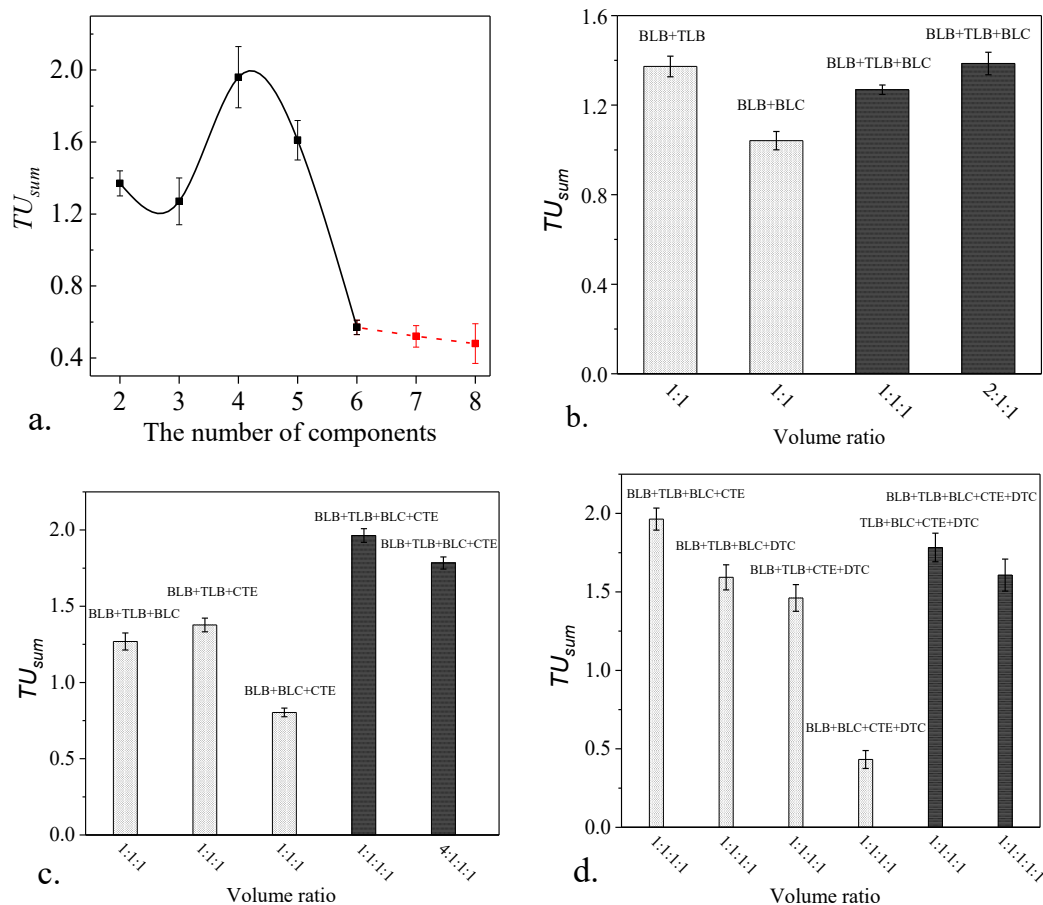 2.0
1.6
1.2
0.8
0.4
TUsum
2 3 4 5 6 7 8
The number of components
a.
1.6
1.2
0.8
0.4
0.0
TUsum
BLB+TLB
BLB+BLC
BLB+TLB+BLC
BLB+TLB+BLC
1:1 1:1 1:1:1 2:1:1
Volume ratio
b.
2.0
1.5
1.0
0.5
0.0
TUsum
BLB+TLB+BLC
BLB+TLB+CTE
BLB+BLC+CTE
BLB+TLB+BLC+CTE
BLB+TLB+BLC+CTE
1:1:1 1:1:1 1:1:1 1:1:1:1 4:1:1:1
Volume ratio
c.
2.0
1.5
1.0
0.5
0.0
TUsum
BLB+TLB+BLC+CTE
BLB+TLB+BLC+DTC
BLB+TLB+CTE+DTC
BLB+BLC+CTE+DTC
BLB+TLB+BLC+CTE+DTC
TLB+BLC+CTE+DTC
1:1:1:1 1:1:1:1 1:1:1:1 1:1:1:1 1:1:1:1 1:1:1:1:1
Volume ratio
d.